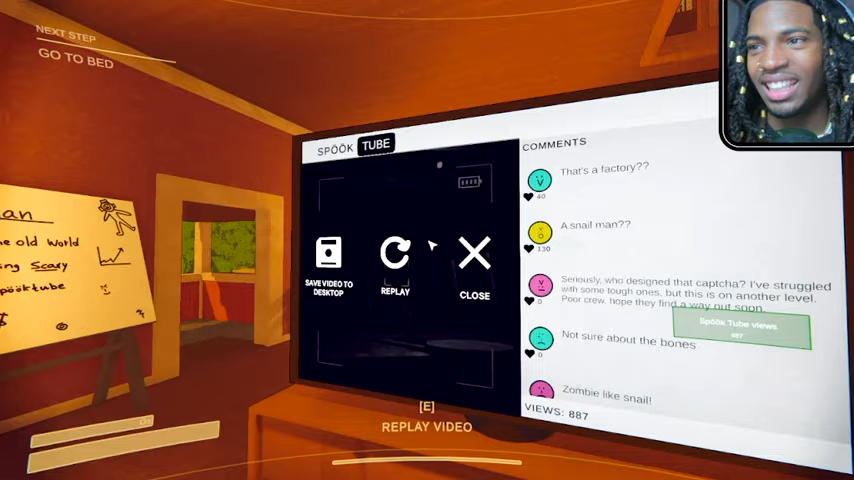 NEXT STEP
GO TO BED
SPÖÖK TUBE
COMMENTS
That's a factory??
40
A snail man??
130
Seriously, who designed that captcha? I've struggled
with some tough ones, but this is on another level.
Poor crew. hope they find a way out soon.
0
Spöök Tube views
887
Not sure about the bones
0
Zombie like snail!
VIEWS: 887
SAVE VIDEO TO
DESKTOP
REPLAY
CLOSE
[E]
REPLAY VIDEO
an
he old world
ng Scary
pööktube